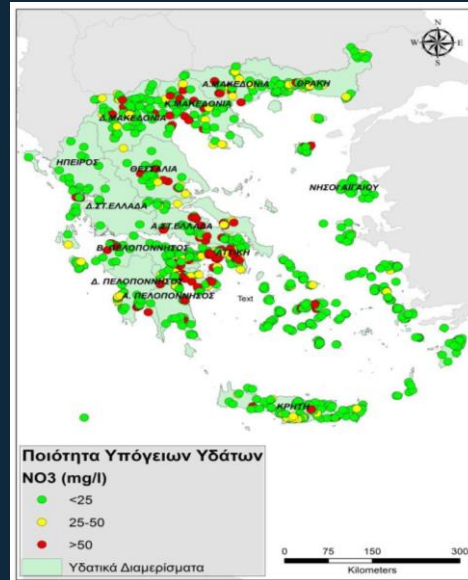 N
W
E
S
Α.ΜΑΚΕΔΟΝΙΑ
ΘΡΑΚΗ
Κ.ΜΑΚΕΔΟΝΙΑ
Δ.ΜΑΚΕΔΟΝΙΑ
ΗΠΕΙΡΟΣ
ΘΕΣΣΑΛΙΑ
ΝΗΣΟΙ ΑΙΓΑΙΟΥ
Δ.ΣΤ.ΕΛΛΑΔΑ
Α.ΣΤ.ΕΛΛΑΔΑ
Β. ΠΕΛΟΠΟΝΝΗΣΟΣ
ΑΤΤΙΚΗ
Δ. ΠΕΛΟΠΟΝΝΗΣΟΣ
Α. ΠΕΛΟΠΟΝΝΗΣΟΣ
Text
ΚΡΗΤΗ
Ποιότητα Υπόγειων Υδάτων
NO3 (mg/l)
<25
25-50
>50
Υδατικά Διαμερίσματα
0 75 150 300
Kilometers